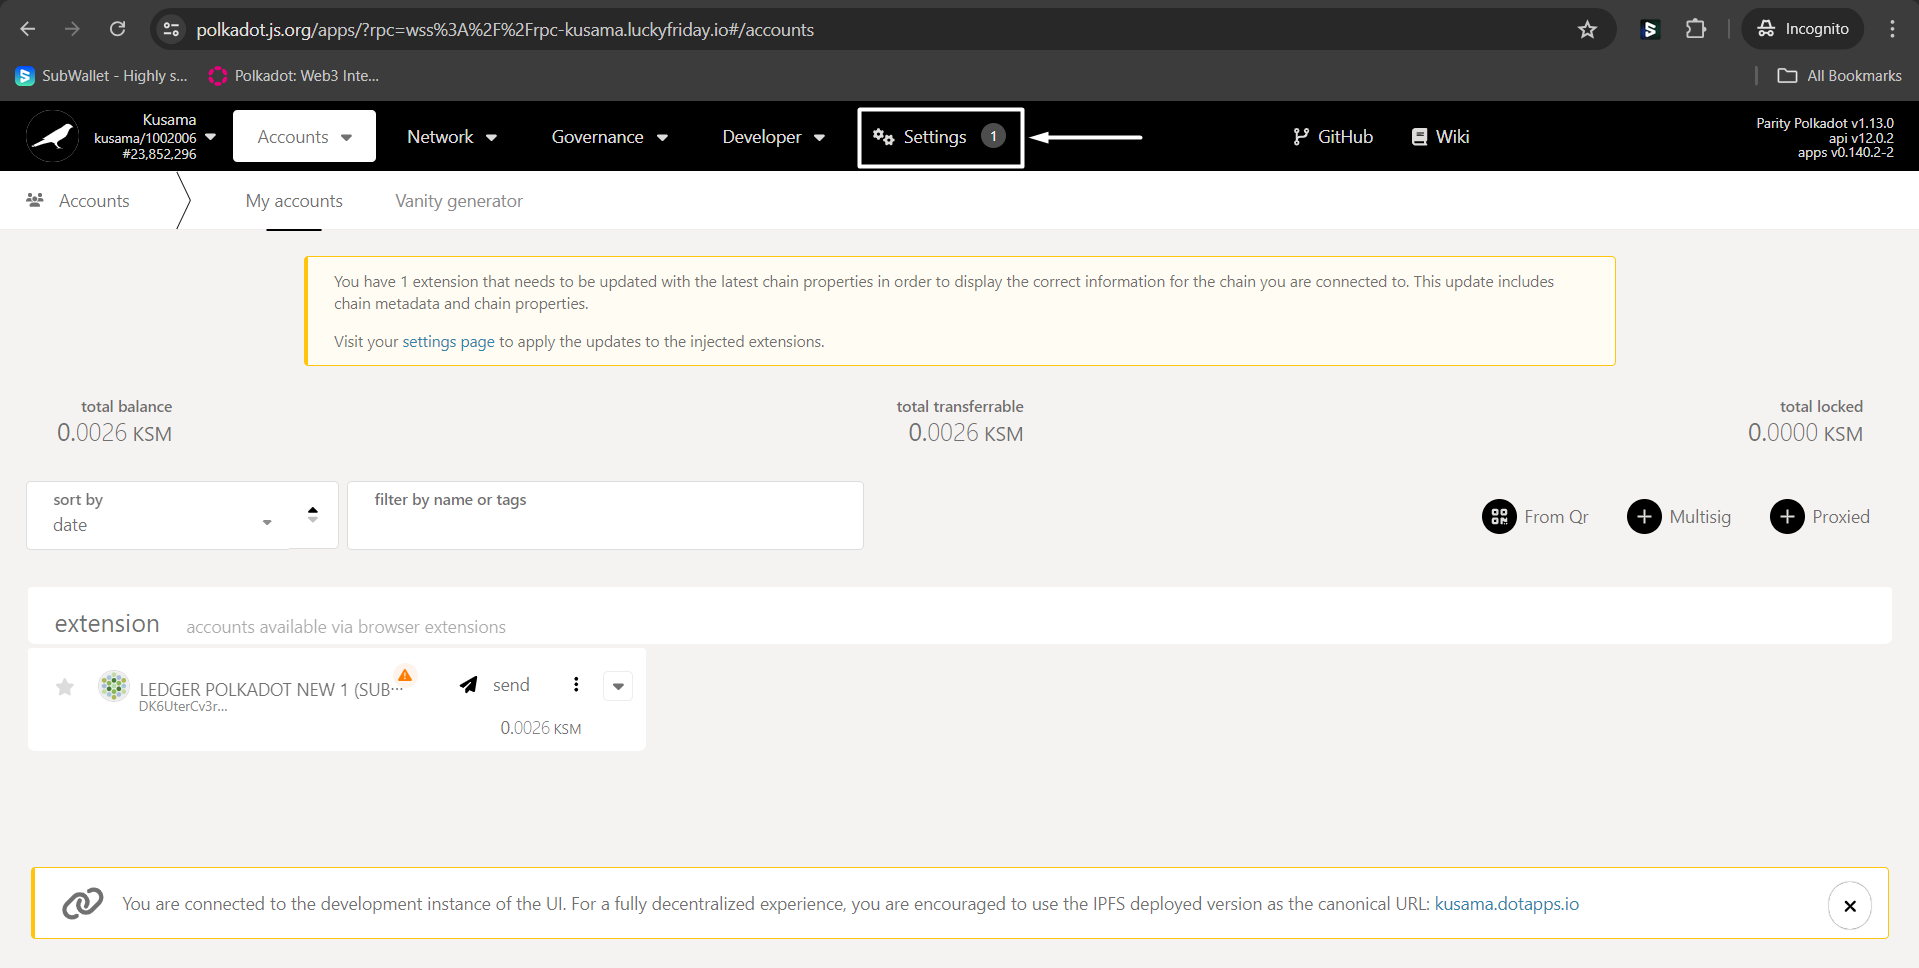 polkadot.js.org/apps/?rpc=wss%3A%2F%2Frpc-kusama.luckyfriday.io#/accounts
Incognito
SubWallet - Highly s...
Polkadot: Web3 Inte...
All Bookmarks
Kusama
kusama/1002006
#23,852,296
Accounts
Network
Governance
Developer
Settings
1
GitHub
Wiki
Parity Polkadot v1.13.0
api v12.0.2
apps v0.140.2-2
Accounts
My accounts
Vanity generator
You have 1 extension that needs to be updated with the latest chain properties in order to display the correct information for the chain you are connected to. This update includes
chain metadata and chain properties.
Visit your settings page to apply the updates to the injected extensions.
total balance
0.0026 KSM
total transferrable
0.0026 KSM
total locked
0.0000 KSM
sort by
date
filter by name or tags
From Qr
Multisig
Proxied
extension
accounts available via browser extensions
LEDGER POLKADOT NEW 1 (SUB...
DK6UterCv3r...
send
0.0026 KSM
You are connected to the development instance of the UI. For a fully decentralized experience, you are encouraged to use the IPFS deployed version as the canonical URL: kusama.dotapps.io